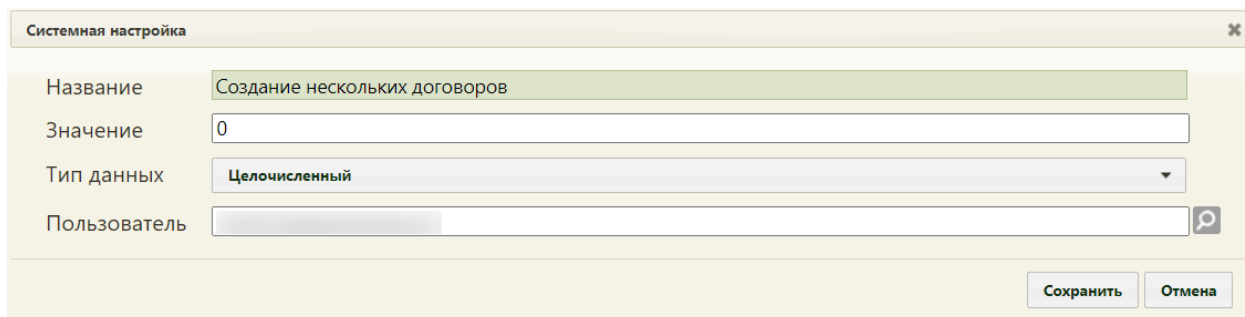 Системная настройка
Название Создание нескольких договоров
Значение 0
Тип данных Целочисленный
Пользователь
Сохранить Отмена